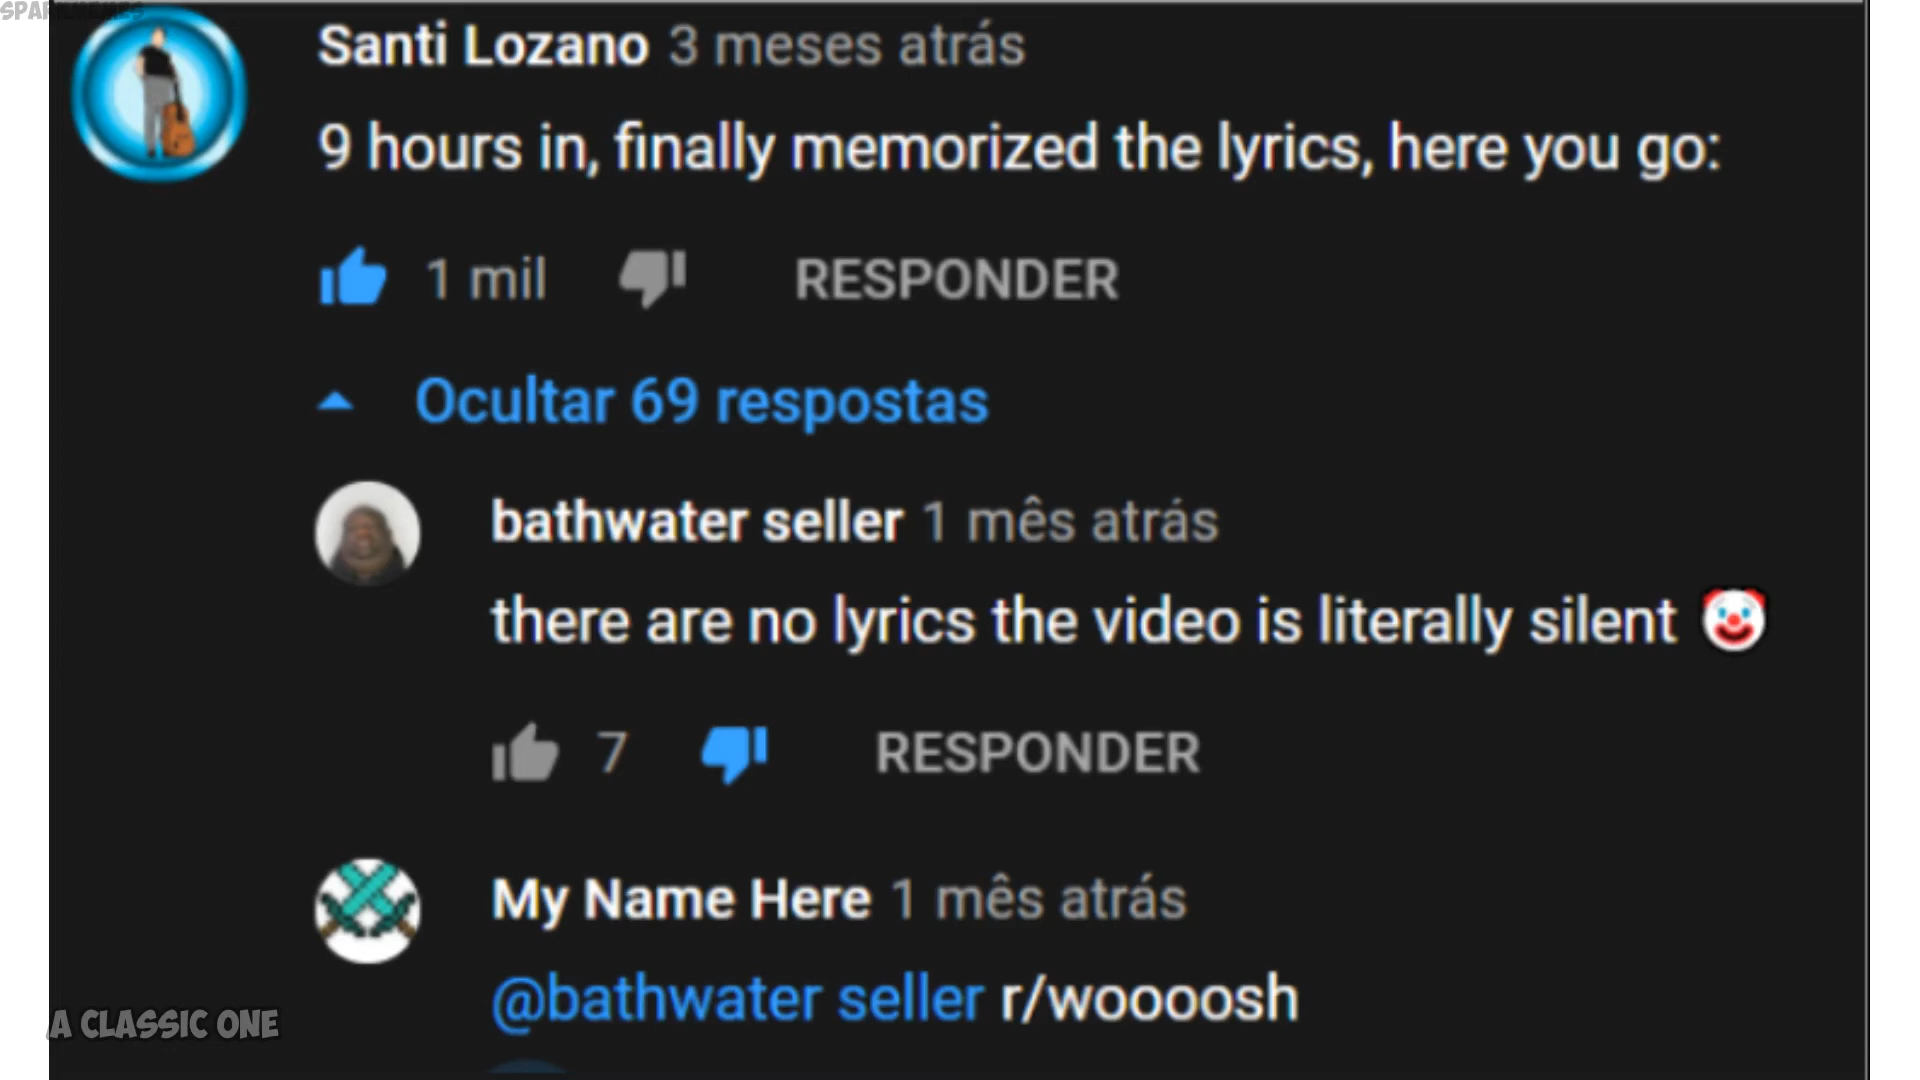 SPARKMEMES
Santi Lozano 3 meses atrás
9 hours in, finally memorized the lyrics, here you go:
1 mil RESPONDER
Ocultar 69 respostas
bathwater seller 1 mês atrás
there are no lyrics the video is literally silent 🤡
7 RESPONDER
My Name Here 1 mês atrás
@bathwater seller r/woooosh
A CLASSIC ONE